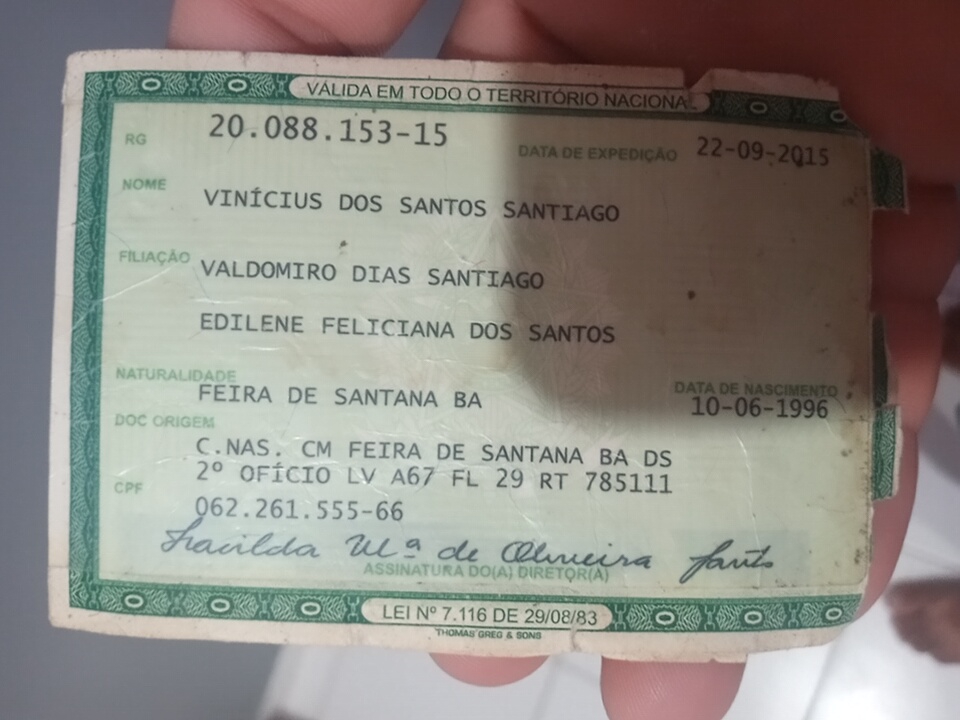 VÁLIDA EM TODO O TERRITÓRIO NACIONAL
RG 20.088.153-15 DATA DE EXPEDIÇÃO 22-09-2015
NOME VINÍCIUS DOS SANTOS SANTIAGO
FILIAÇÃO VALDOMIRO DIAS SANTIAGO
EDILENE FELICIANA DOS SANTOS
NATURALIDADE DATA DE NASCIMENTO
FEIRA DE SANTANA BA 10-06-1996
DOC ORIGEM C.NAS. CM FEIRA DE SANTANA BA DS
2º OFÍCIO LV A67 FL 29 RT 785111
CPF 062.261.555-66
Mª de Oliveira
ASSINATURA DO(A) DIRETOR(A)
LEI Nº 7.116 DE 29/08/83
THOMAS GREG & SONS